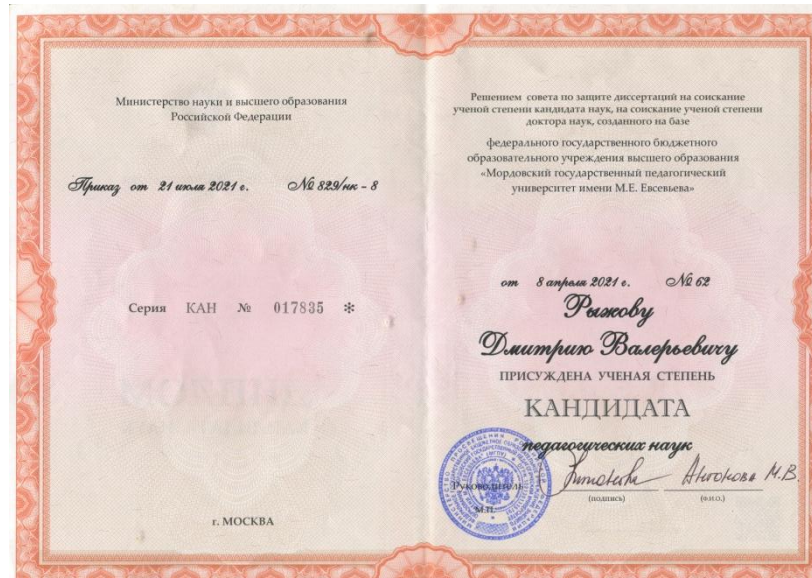 Министерство науки и высшего образования
Российской Федерации
Приказ от 21 июля 2021 г. № 829/нк - 8
Серия КАН № 017835 *
г. МОСКВА
Решением совета по защите диссертаций на соискание
ученой степени кандидата наук, на соискание ученой степени
доктора наук, созданного на базе
федерального государственного бюджетного
образовательного учреждения высшего образования
«Мордовский государственный педагогический
университет имени М.Е. Евсевьева»
от 8 апреля 2021 г. № 62
Рыжову
Дмитрию Валерьевичу
ПРИСУЖДЕНА УЧЕНАЯ СТЕПЕНЬ
КАНДИДАТА
педагогических наук
Руководитель Антонова М.В.
(подпись) (ф.и.о.)
М.П.